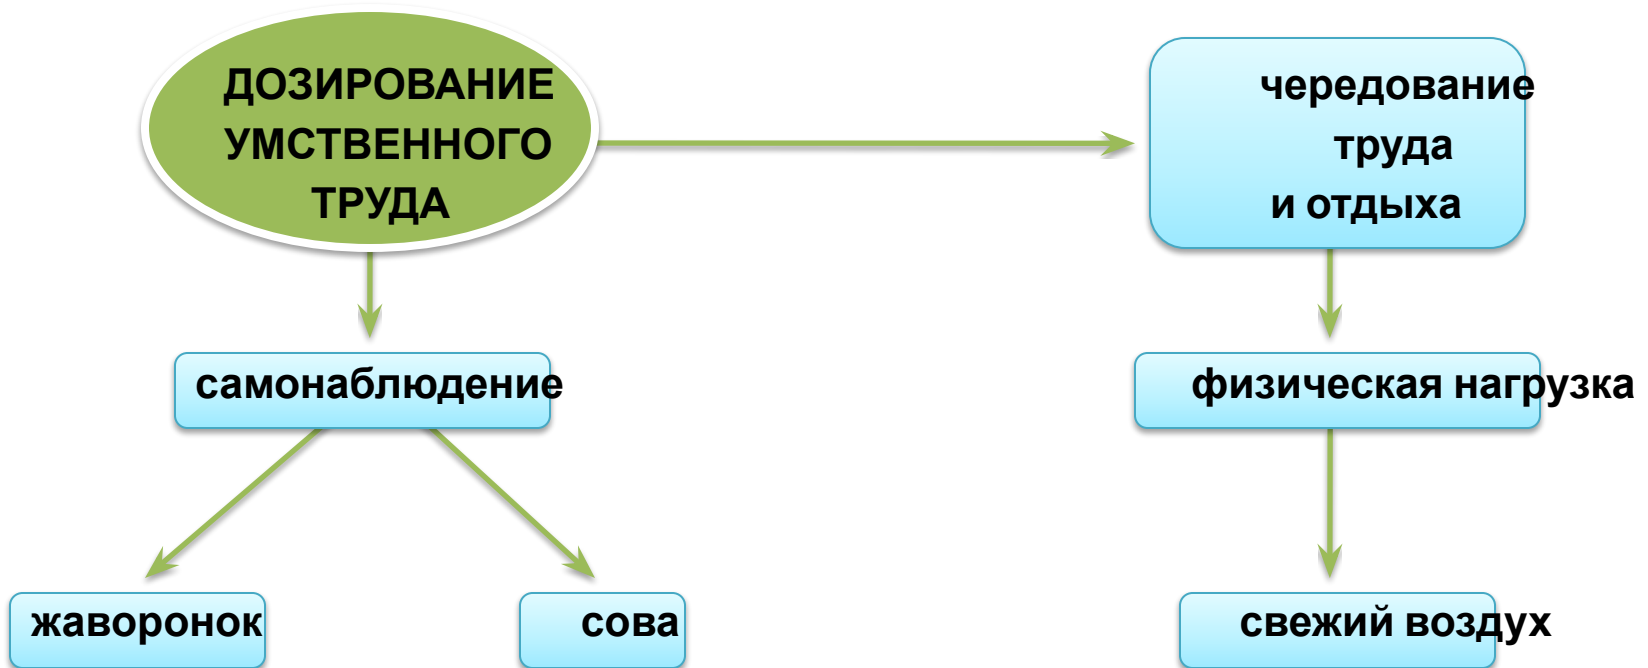 ДОЗИРОВАНИЕ
УМСТВЕННОГО
ТРУДА
чередование
труда
и отдыха
самонаблюдение
физическая нагрузка
жаворонок
сова
свежий воздух